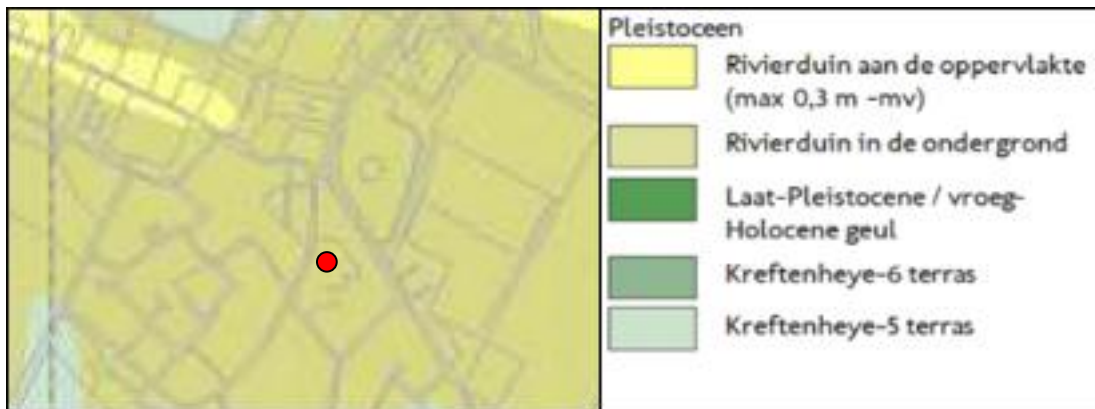 Pleistoceen
Rivierduin aan de oppervlakte
(max 0,3 m -mv)
Rivierduin in de ondergrond
Laat-Pleistocene / vroeg-
Holocene geul
Kreftenheye-6 terras
Kreftenheye-5 terras